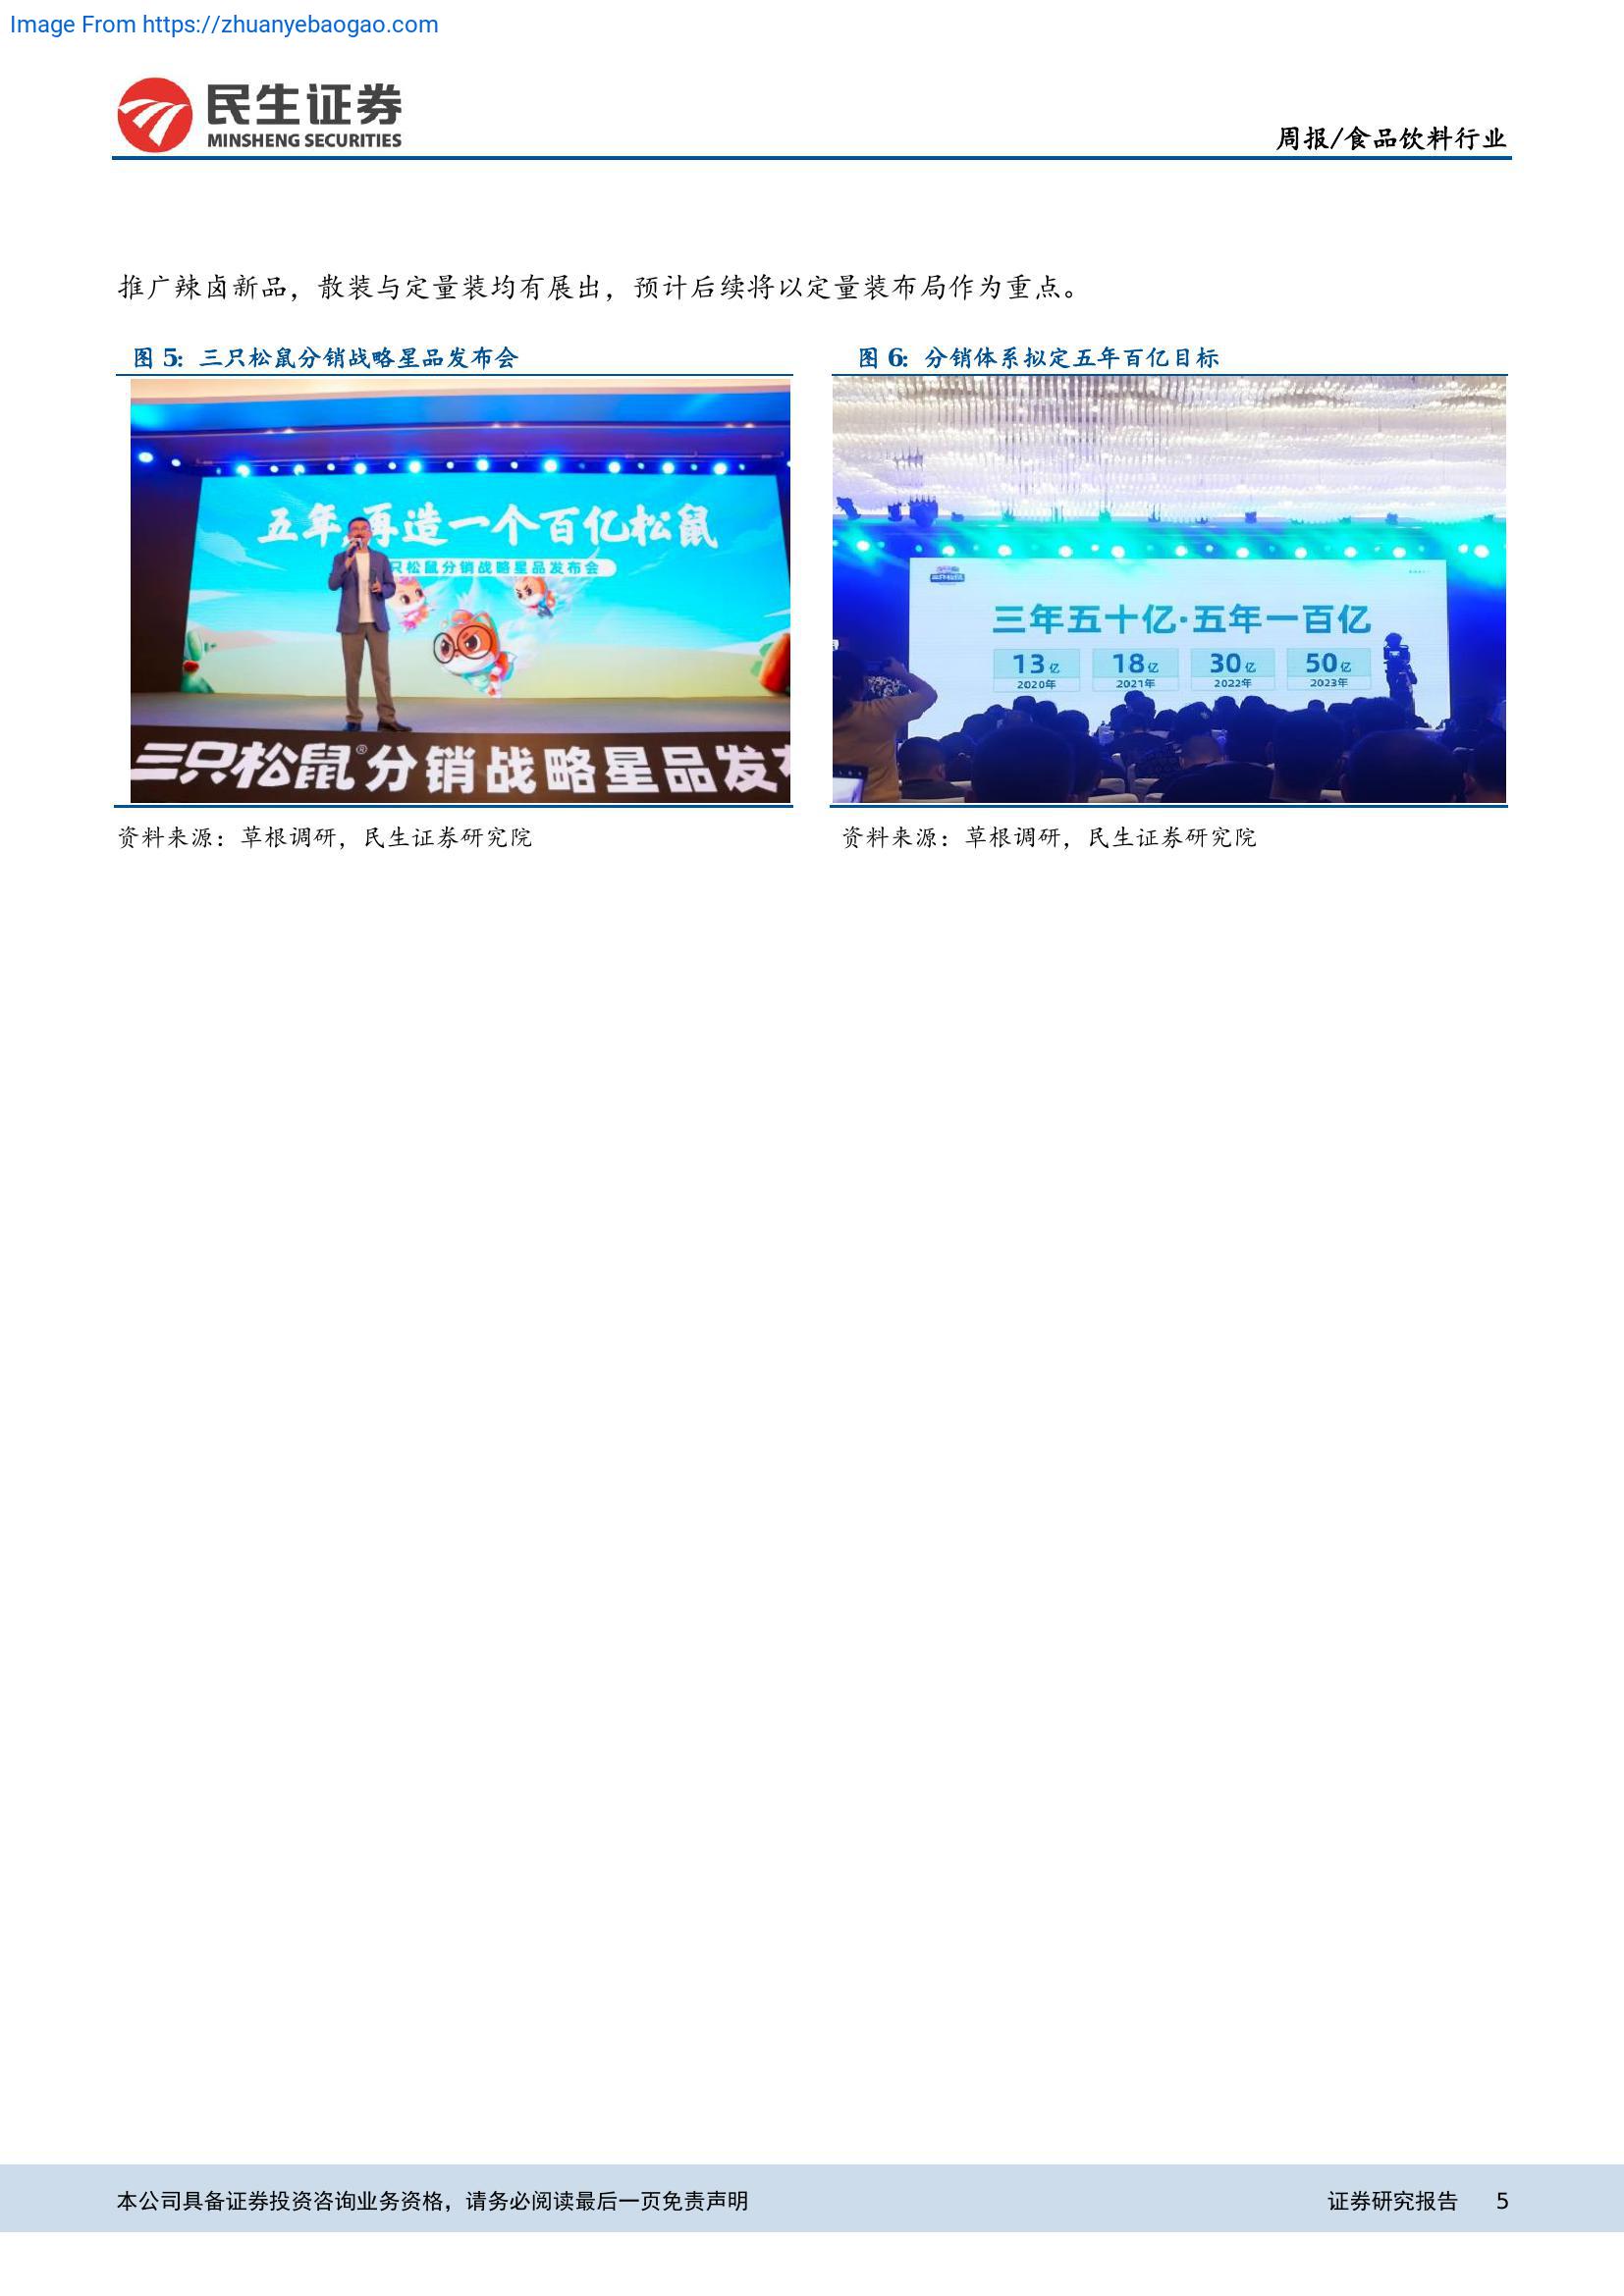 Image From https://zhuanyebaogao.com
民生证券
MINSHENG SECURITIES
周报/食品饮料行业
推广辣卤新品，散装与定量装均有展出，预计后续将以定量装布局作为重点。
图 5：三只松鼠分销战略星品发布会
五年,再造一个百亿松鼠
只松鼠分销战略星品发布会
三只松鼠®分销战略星品发
资料来源：草根调研，民生证券研究院
图 6：分销体系拟定五年百亿目标
三只松鼠
三年五十亿·五年一百亿
13亿 18亿 30亿 50亿
2020年 2021年 2022年 2023年
资料来源：草根调研，民生证券研究院
本公司具备证券投资咨询业务资格，请务必阅读最后一页免责声明
证券研究报告 5